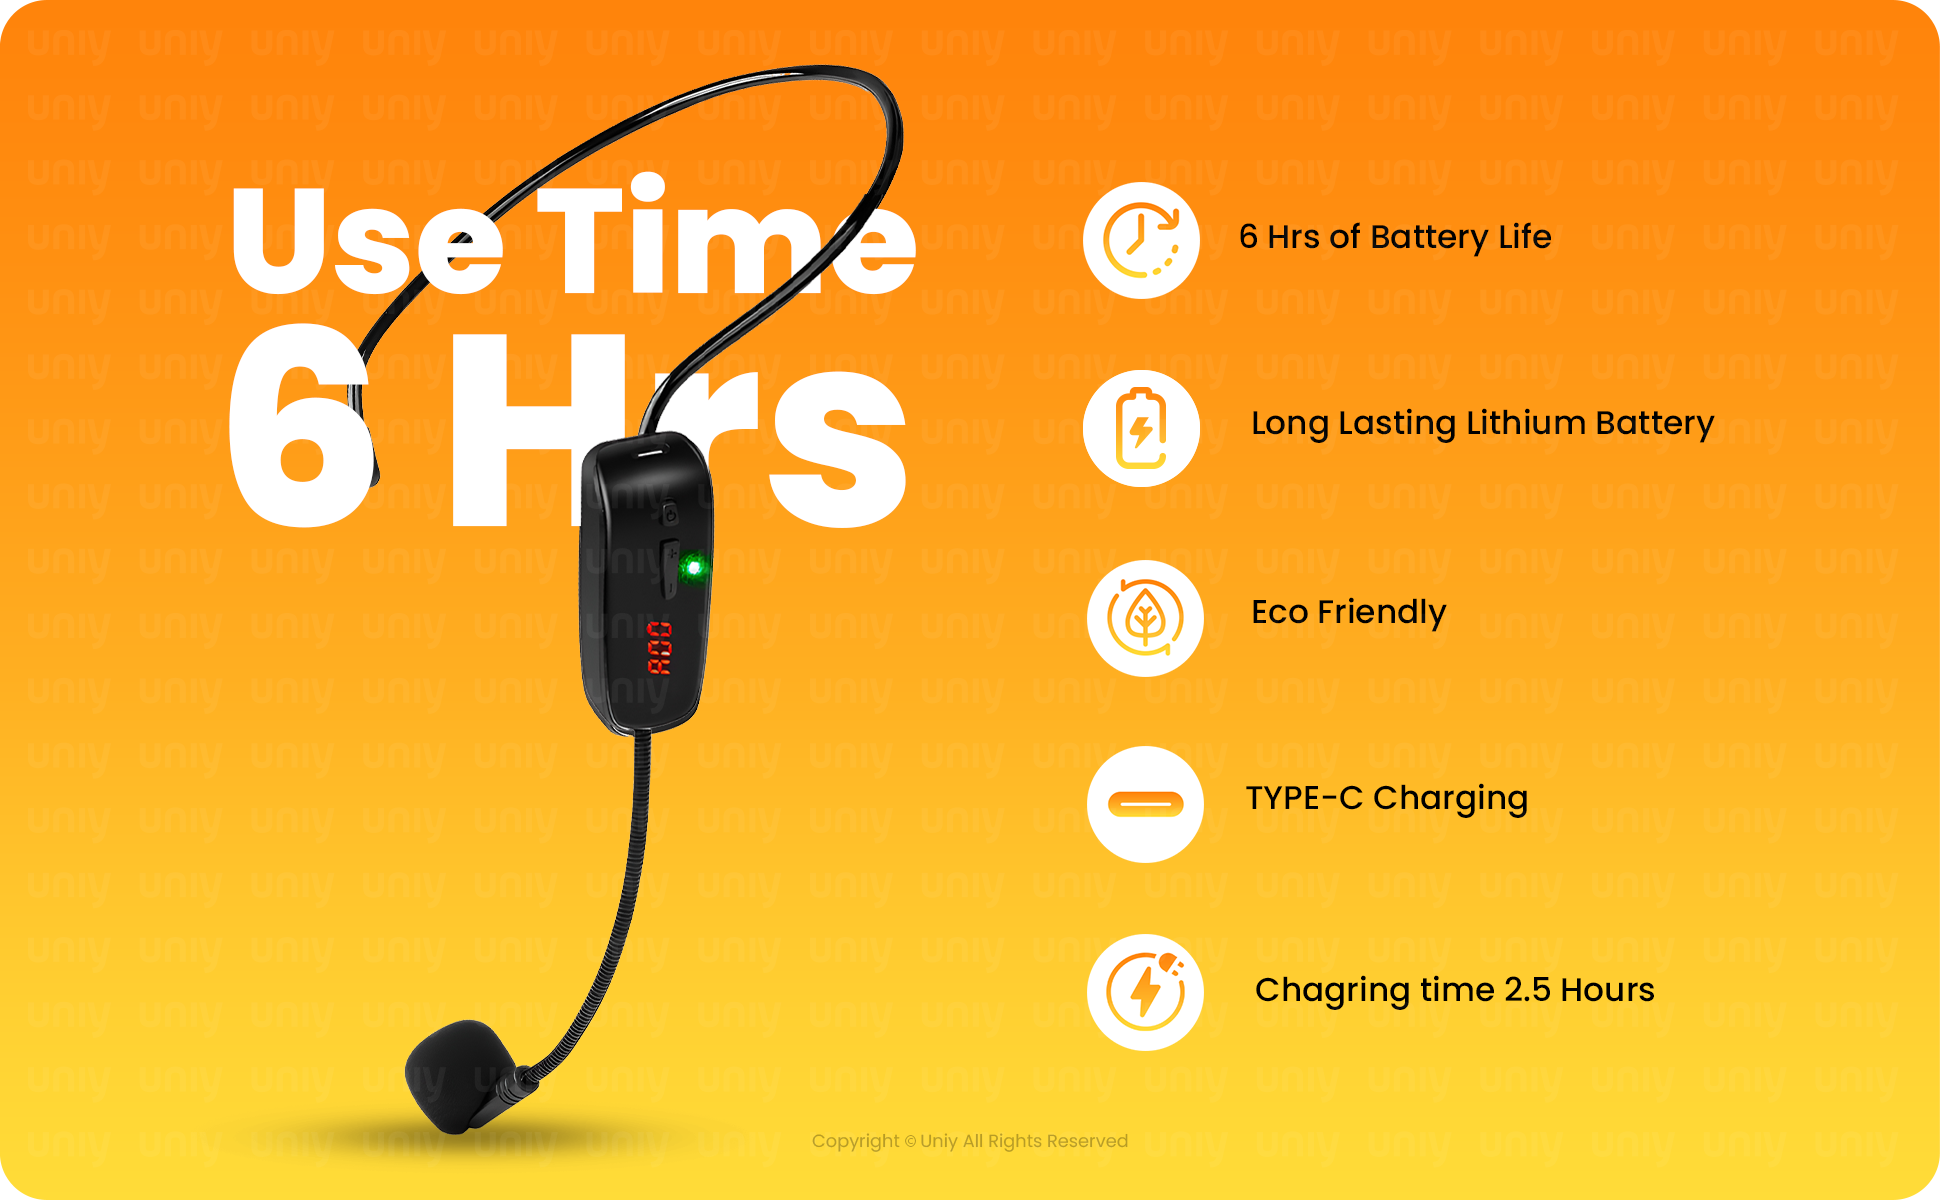 Use Time
6 Hrs
A00
6 Hrs of Battery Life
Long Lasting Lithium Battery
Eco Friendly
TYPE-C Charging
Chagring time 2.5 Hours
Copyright © Uniy All Rights Reserved
uniy